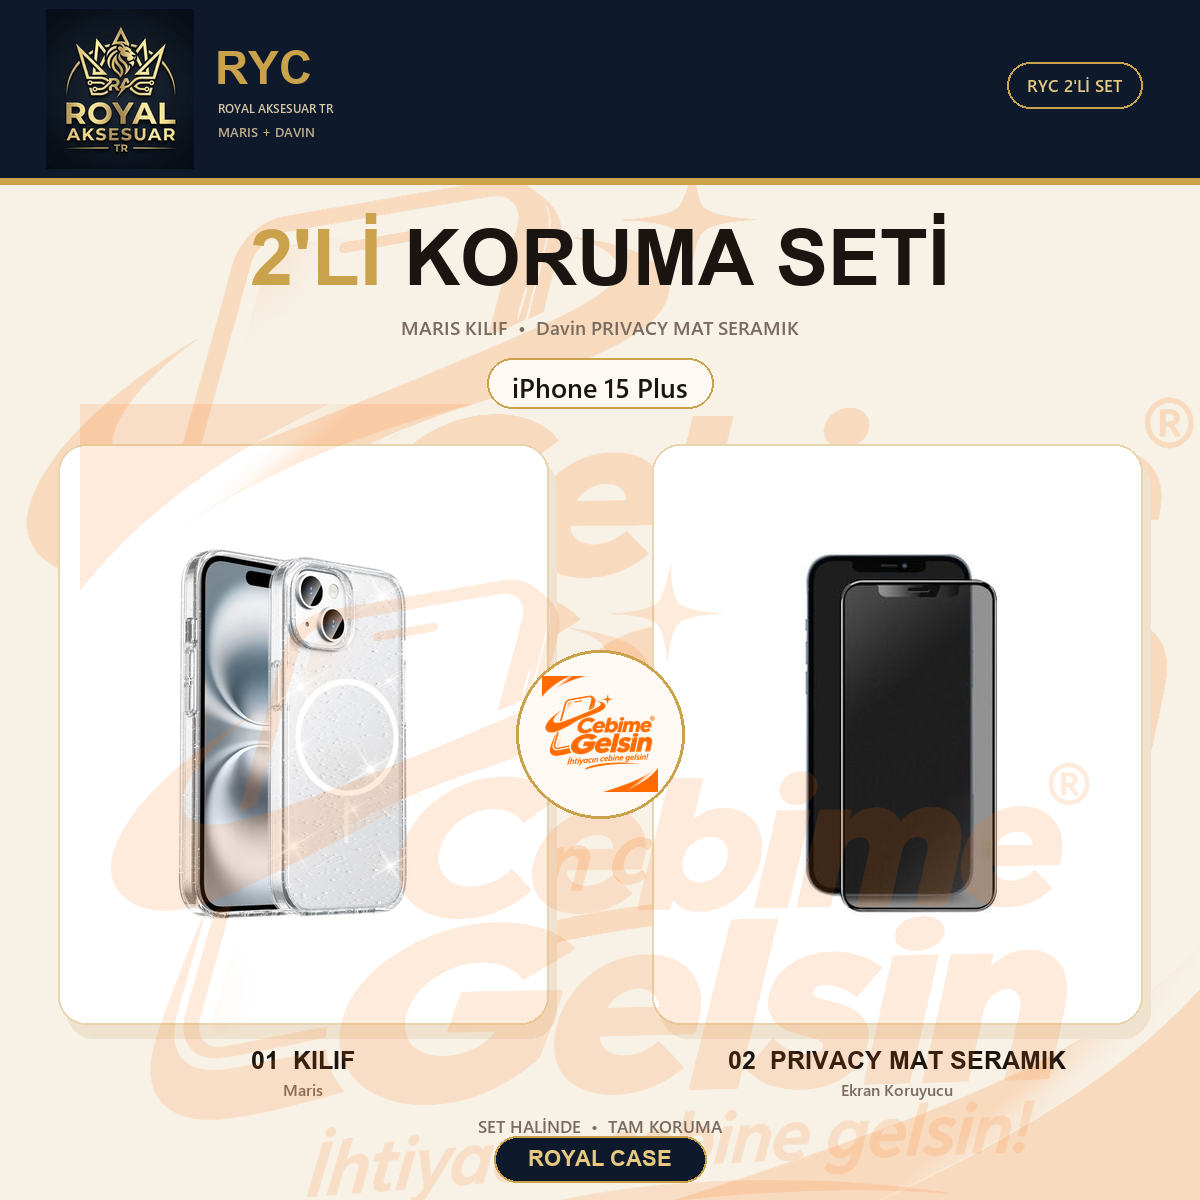 ROYAL
AKSESUAR
TR
RYC
ROYAL AKSESUAR TR
MARIS + DAVIN
RYC 2'Lİ SET
2'Lİ KORUMA SETİ
MARIS KILIF • Davin PRIVACY MAT SERAMIK
iPhone 15 Plus
®
Cebime®
Gelsin
İhtiyacın cebine gelsin!
Cebime®
Gelsin
01 KILIF
Maris
02 PRIVACY MAT SERAMIK
Ekran Koruyucu
SET HALİNDE • TAM KORUMA
gelsin!
ROYAL CASE